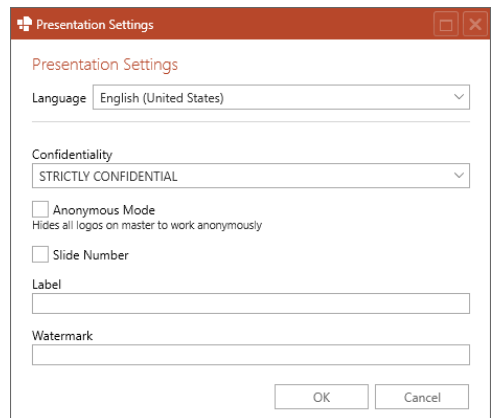 Presentation Settings
Presentation Settings
Language English (United States)
Confidentiality
STRICTLY CONFIDENTIAL
Anonymous Mode
Hides all logos on master to work anonymously
Slide Number
Label
Watermark
OK Cancel